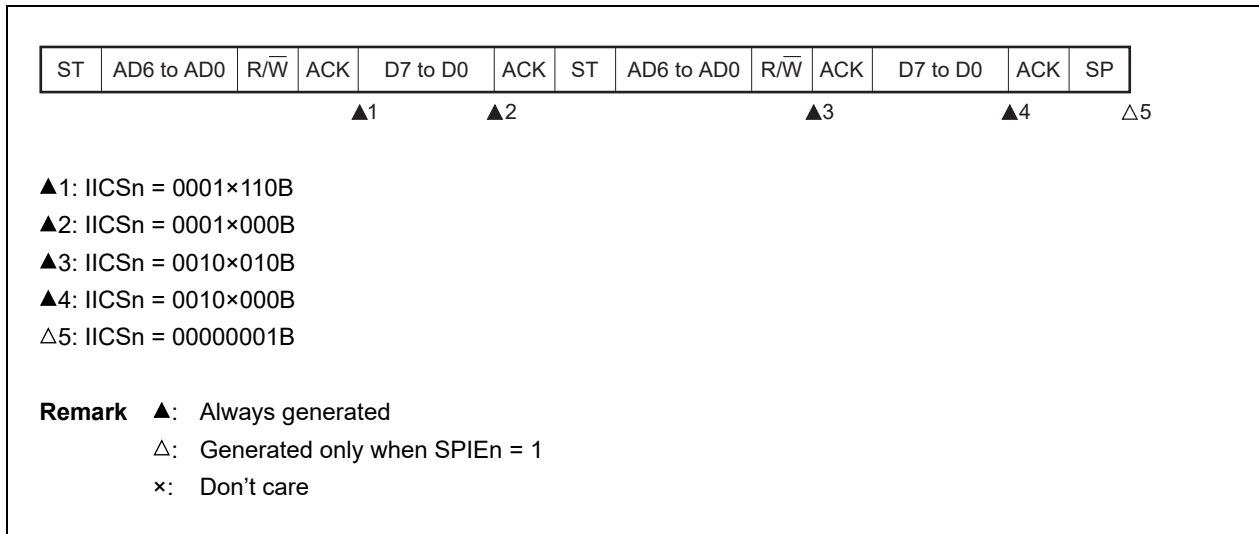 ST AD6 to AD0 R/W̅ ACK D7 to D0 ACK ST AD6 to AD0 R/W̅ ACK D7 to D0 ACK SP
▲1 ▲2 ▲3 ▲4 △5
▲1: IICSn = 0001×110B
▲2: IICSn = 0001×000B
▲3: IICSn = 0010×010B
▲4: IICSn = 0010×000B
△5: IICSn = 00000001B
Remark ▲: Always generated
△: Generated only when SPIEn = 1
×: Don’t care